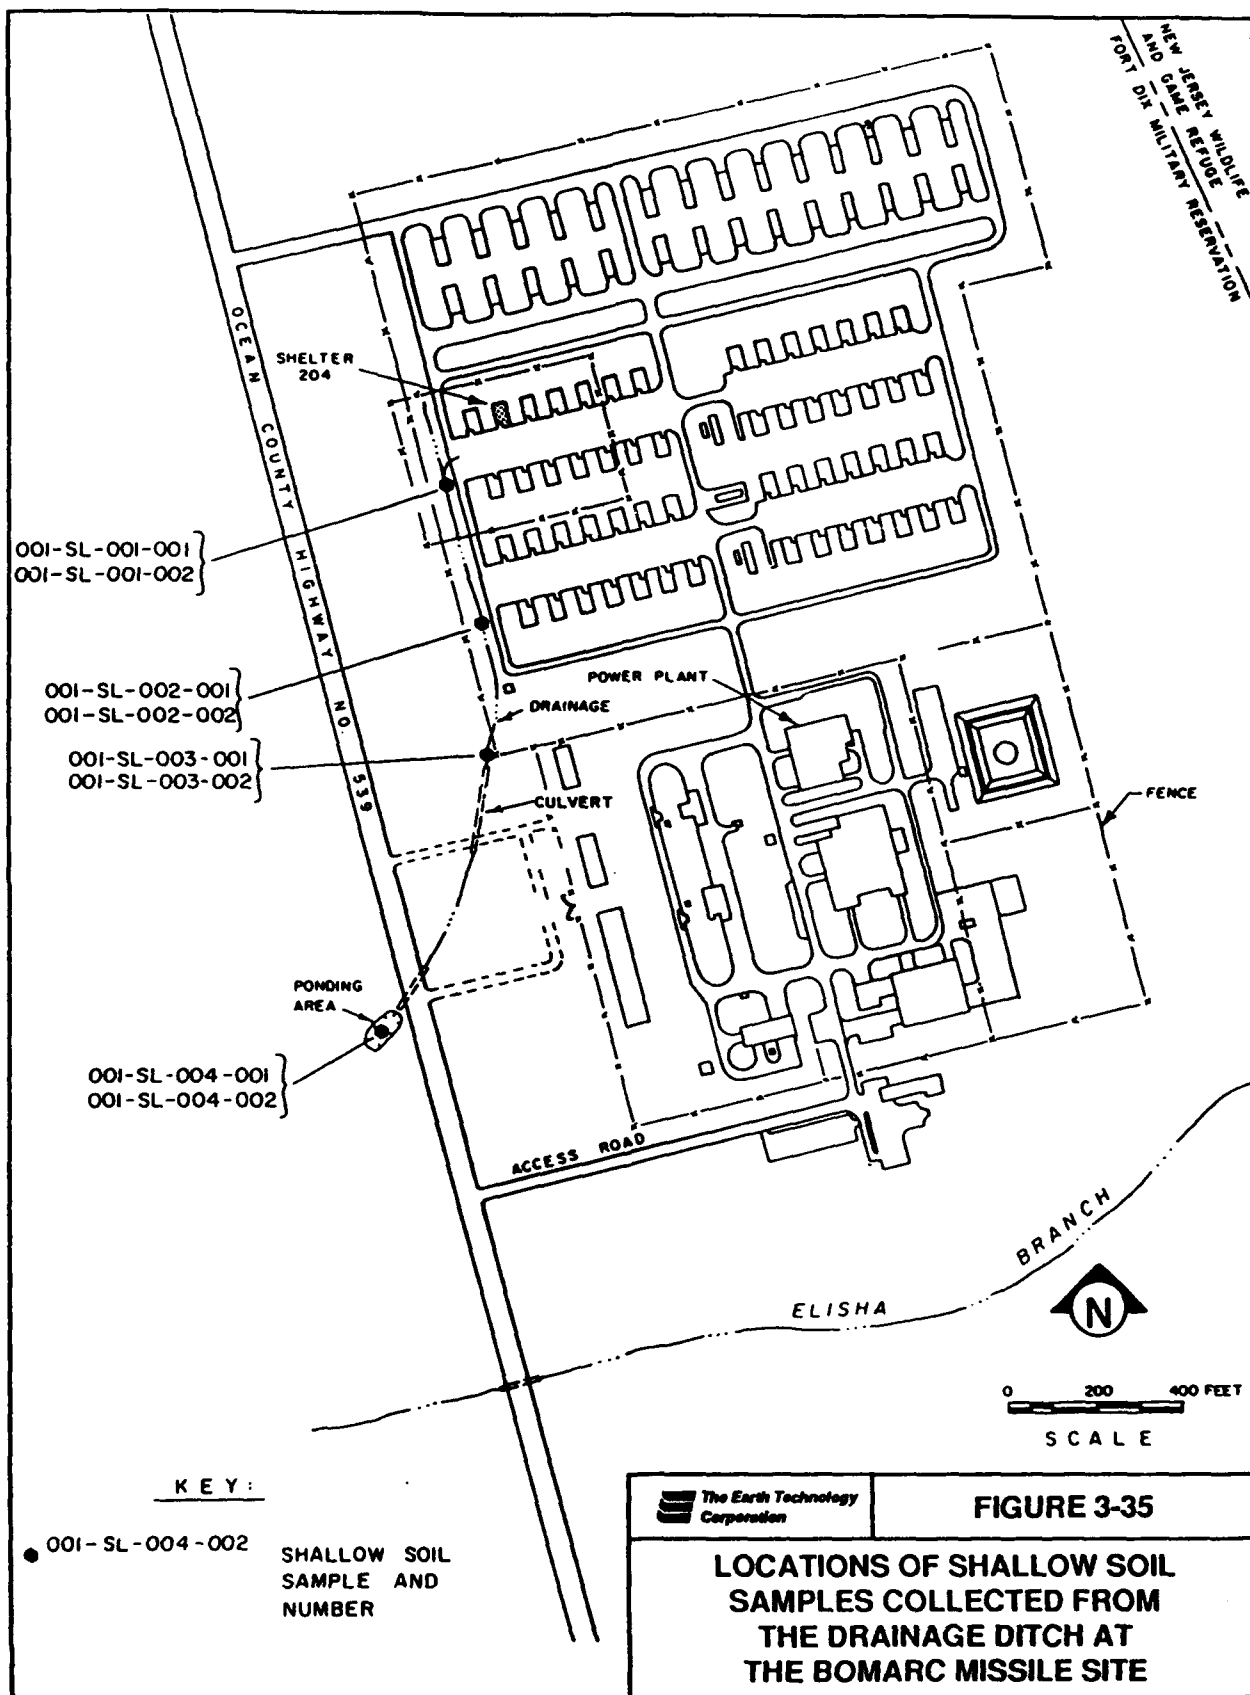 NEW JERSEY WILDLIFE
AND GAME REFUGE
FORT DIX MILITARY RESERVATION
OCEAN COUNTY HIGHWAY NO 539
SHELTER
204
001-SL-001-001
001-SL-001-002
001-SL-002-001
001-SL-002-002
POWER PLANT
DRAINAGE
001-SL-003-001
001-SL-003-002
CULVERT
FENCE
PONDING
AREA
001-SL-004-001
001-SL-004-002
ACCESS ROAD
ELISHA BRANCH
N
0 200 400 FEET
SCALE
KEY:
001-SL-004-002
SHALLOW SOIL
SAMPLE AND
NUMBER
The Earth Technology
Corporation
FIGURE 3-35
LOCATIONS OF SHALLOW SOIL
SAMPLES COLLECTED FROM
THE DRAINAGE DITCH AT
THE BOMARC MISSILE SITE